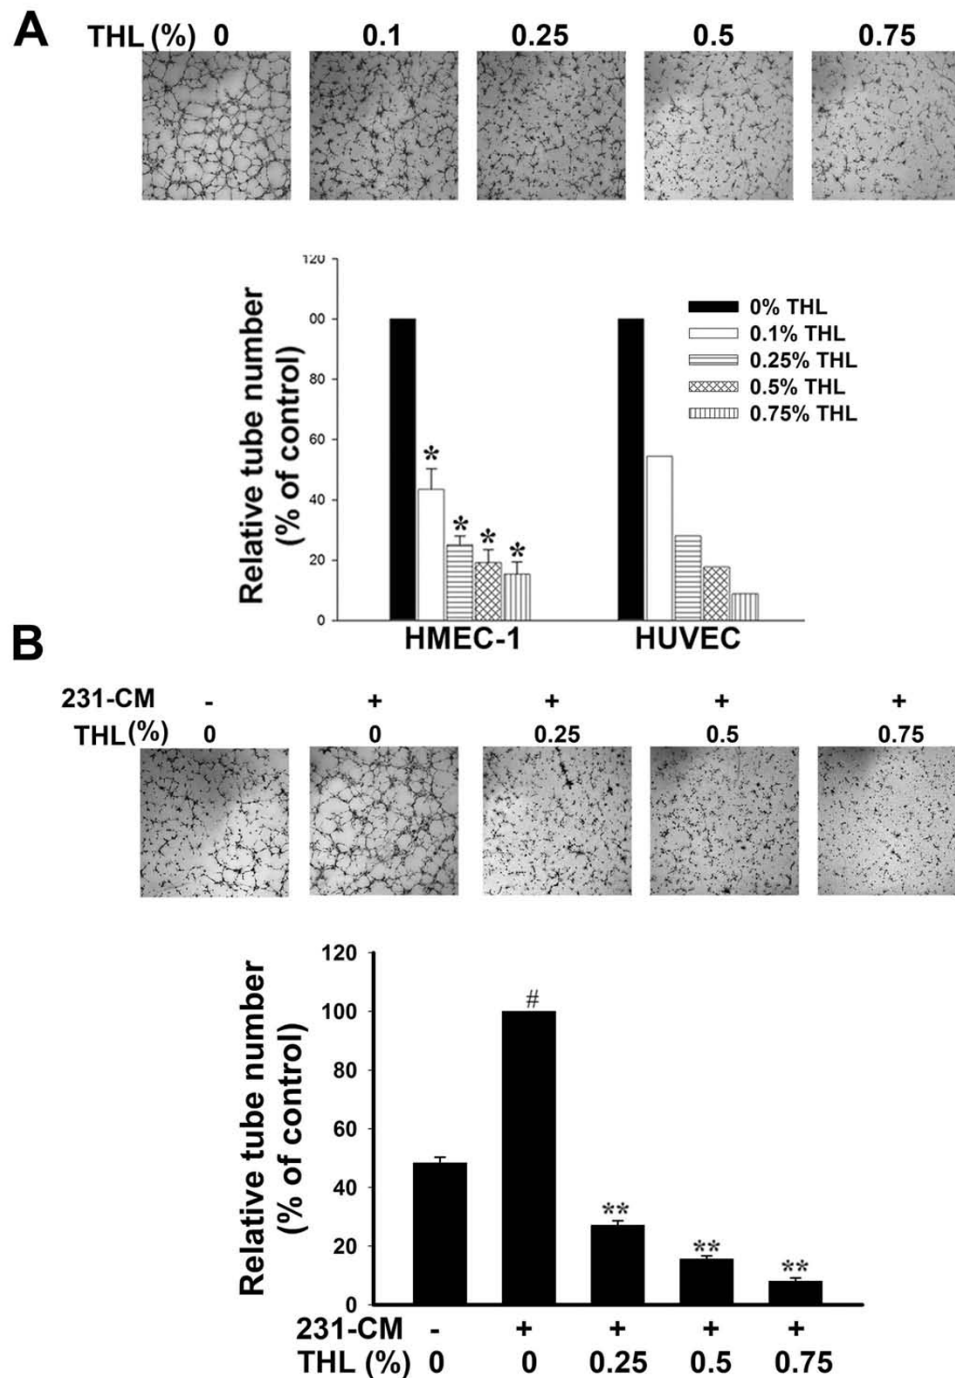 A
THL (%) 0 0.1 0.25 0.5 0.75
Relative tube number
(% of control)
120
00
80
60
40
20
0
0% THL
0.1% THL
0.25% THL
0.5% THL
0.75% THL
*
* * *
HMEC-1 HUVEC
B
231-CM - + + + +
THL (%) 0 0 0.25 0.5 0.75
Relative tube number
(% of control)
120
100
80
60
40
20
0
#
**
**
**
231-CM - + + + +
THL (%) 0 0 0.25 0.5 0.75